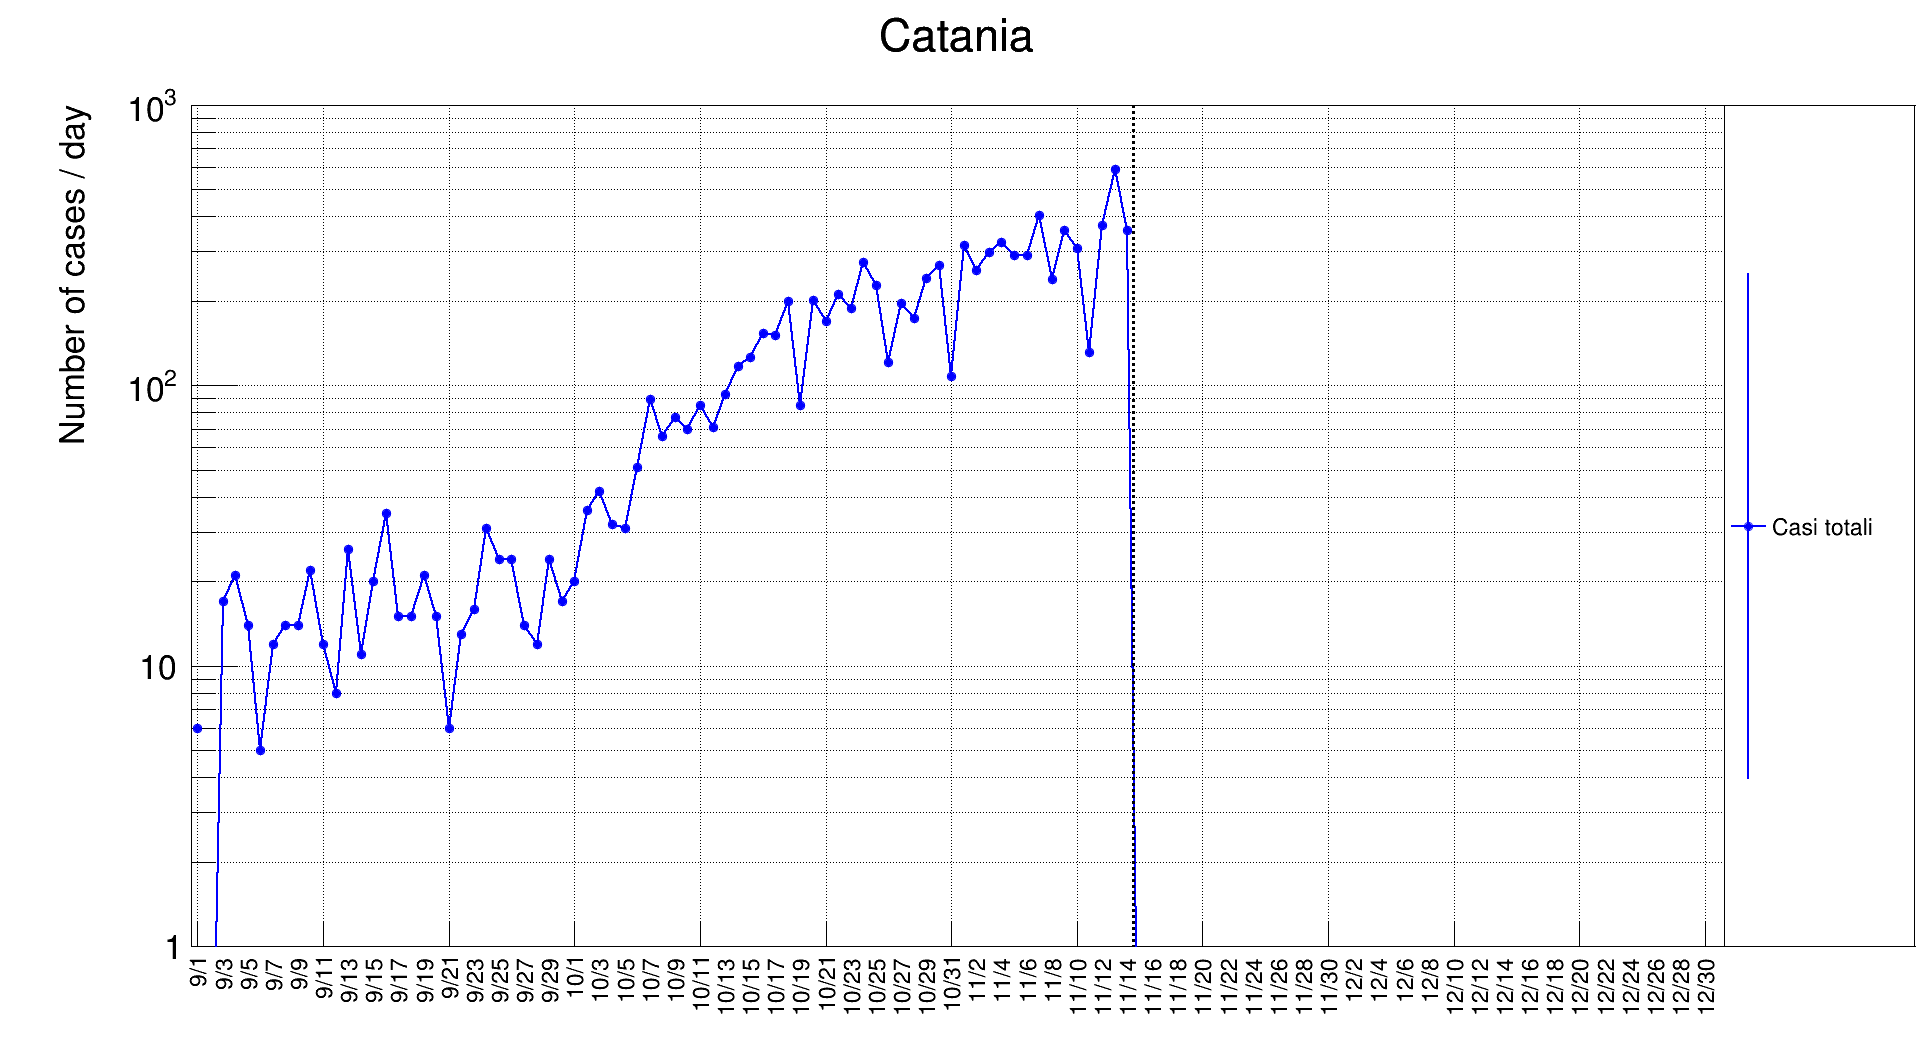 Catania
Number of cases / day
10³
10²
10
1
9/1 9/3 9/5 9/7 9/9 9/11 9/13 9/15 9/17 9/19 9/21 9/23 9/25 9/27 9/29 10/1 10/3 10/5 10/7 10/9 10/11 10/13 10/15 10/17 10/19 10/21 10/23 10/25 10/27 10/29 10/31 11/2 11/4 11/6 11/8 11/10 11/12 11/14 11/16 11/18 11/20 11/22 11/24 11/26 11/28 11/30 12/2 12/4 12/6 12/8 12/10 12/12 12/14 12/16 12/18 12/20 12/22 12/24 12/26 12/28 12/30
Casi totali